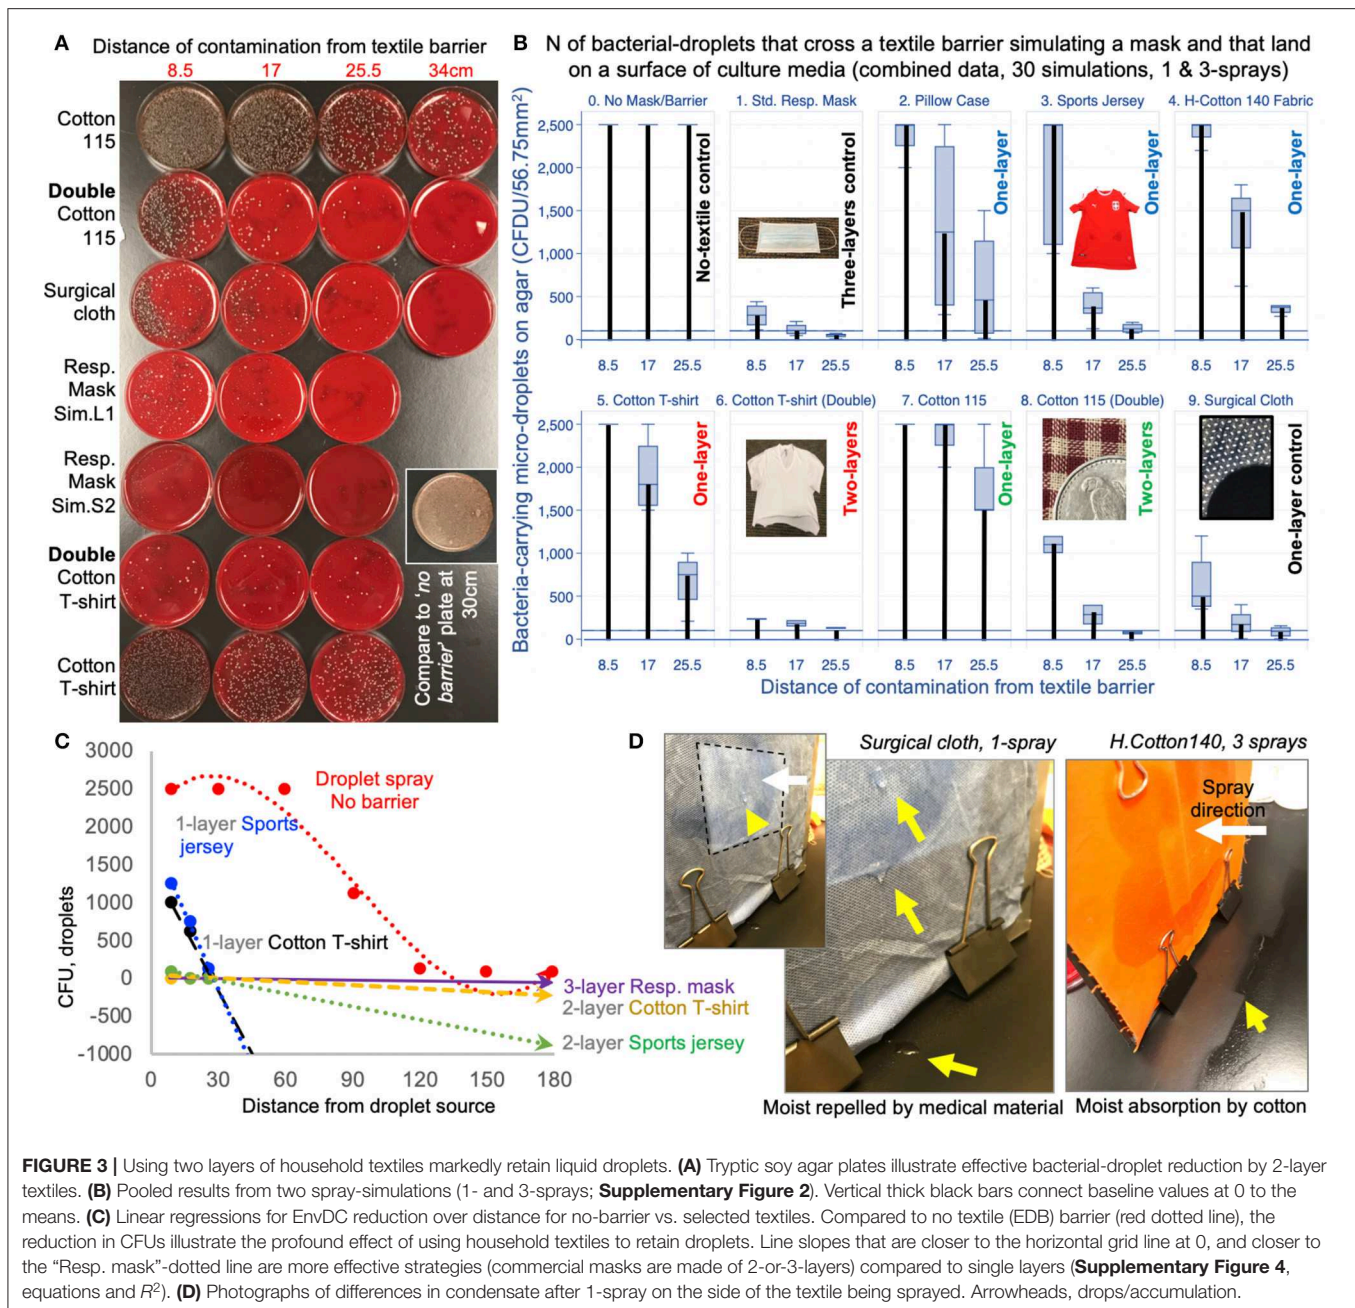 A
Distance of contamination from textile barrier
8.5 17 25.5 34cm
Cotton
115
Double
Cotton
115
Surgical
cloth
Resp.
Mask
Sim.L1
Resp.
Mask
Sim.S2
Double
Cotton
T-shirt
Cotton
T-shirt
Compare to 'no
barrier' plate at
30cm
B N of bacterial-droplets that cross a textile barrier simulating a mask and that land
on a surface of culture media (combined data, 30 simulations, 1 & 3-sprays)
Bacteria-carrying micro-droplets on agar (CFDU/56.75mm²)
0. No Mask/Barrier 1. Std. Resp. Mask 2. Pillow Case 3. Sports Jersey 4. H-Cotton 140 Fabric
2,500
2,000
1,500
1,000
500
0
No-textile control
Three-layers control
One-layer
One-layer
One-layer
8.5 17 25.5 8.5 17 25.5 8.5 17 25.5 8.5 17 25.5 8.5 17 25.5
5. Cotton T-shirt 6. Cotton T-shirt (Double) 7. Cotton 115 8. Cotton 115 (Double) 9. Surgical Cloth
2,500
2,000
1,500
1,000
500
0
One-layer
Two-layers
One-layer
Two-layers
One-layer control
8.5 17 25.5 8.5 17 25.5 8.5 17 25.5 8.5 17 25.5 8.5 17 25.5
Distance of contamination from textile barrier
C
CFU, droplets
3000
2500
2000
1500
1000
500
0
-500
-1000
Droplet spray
No barrier
1-layer Sports
jersey
1-layer Cotton T-shirt
3-layer Resp. mask
2-layer Cotton T-shirt
2-layer Sports jersey
0 30 60 90 120 150 180
Distance from droplet source
D
Surgical cloth, 1-spray
H.Cotton140, 3 sprays
Spray
direction
Moist repelled by medical material
Moist absorption by cotton
FIGURE 3 | Using two layers of household textiles markedly retain liquid droplets. (A) Tryptic soy agar plates illustrate effective bacterial-droplet reduction by 2-layer
textiles. (B) Pooled results from two spray-simulations (1- and 3-sprays; Supplementary Figure 2). Vertical thick black bars connect baseline values at 0 to the
means. (C) Linear regressions for EnvDC reduction over distance for no-barrier vs. selected textiles. Compared to no textile (EDB) barrier (red dotted line), the
reduction in CFUs illustrate the profound effect of using household textiles to retain droplets. Line slopes that are closer to the horizontal grid line at 0, and closer to
the "Resp. mask"-dotted line are more effective strategies (commercial masks are made of 2-or-3-layers) compared to single layers (Supplementary Figure 4,
equations and R²). (D) Photographs of differences in condensate after 1-spray on the side of the textile being sprayed. Arrowheads, drops/accumulation.